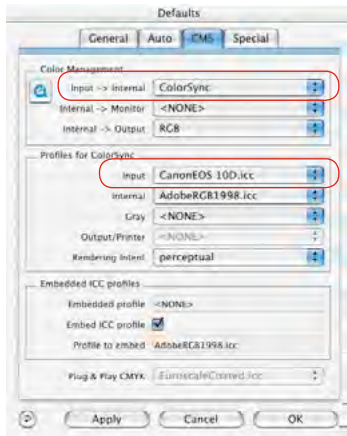 Defaults
General Auto CMS Special
Color Management
Input -> Internal ColorSync
Internal -> Monitor <NONE>
Internal -> Output RGB
Profiles for ColorSync
Input CanonEOS 10D.icc
Internal AdobeRGB1998.icc
Gray <NONE>
Output/Printer <NONE>
Rendering Intent perceptual
Embedded ICC profiles
Embedded profile <NONE>
Embed ICC profile
Profile to embed AdobeRGB1998.icc
Plug & Play CMYK EuroscaleCoated.icc
Apply Cancel OK